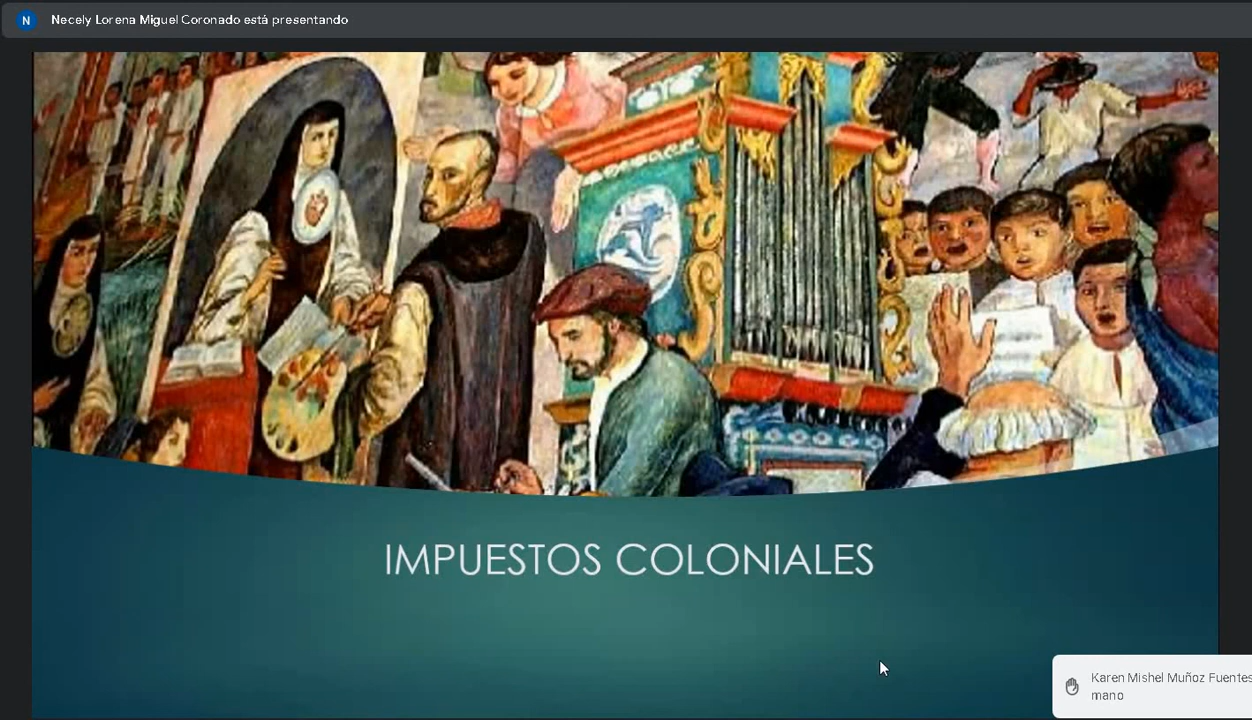 N Necely Lorena Miguel Coronado está presentando
IMPUESTOS COLONIALES
Karen Mishel Muñoz Fuentes
mano